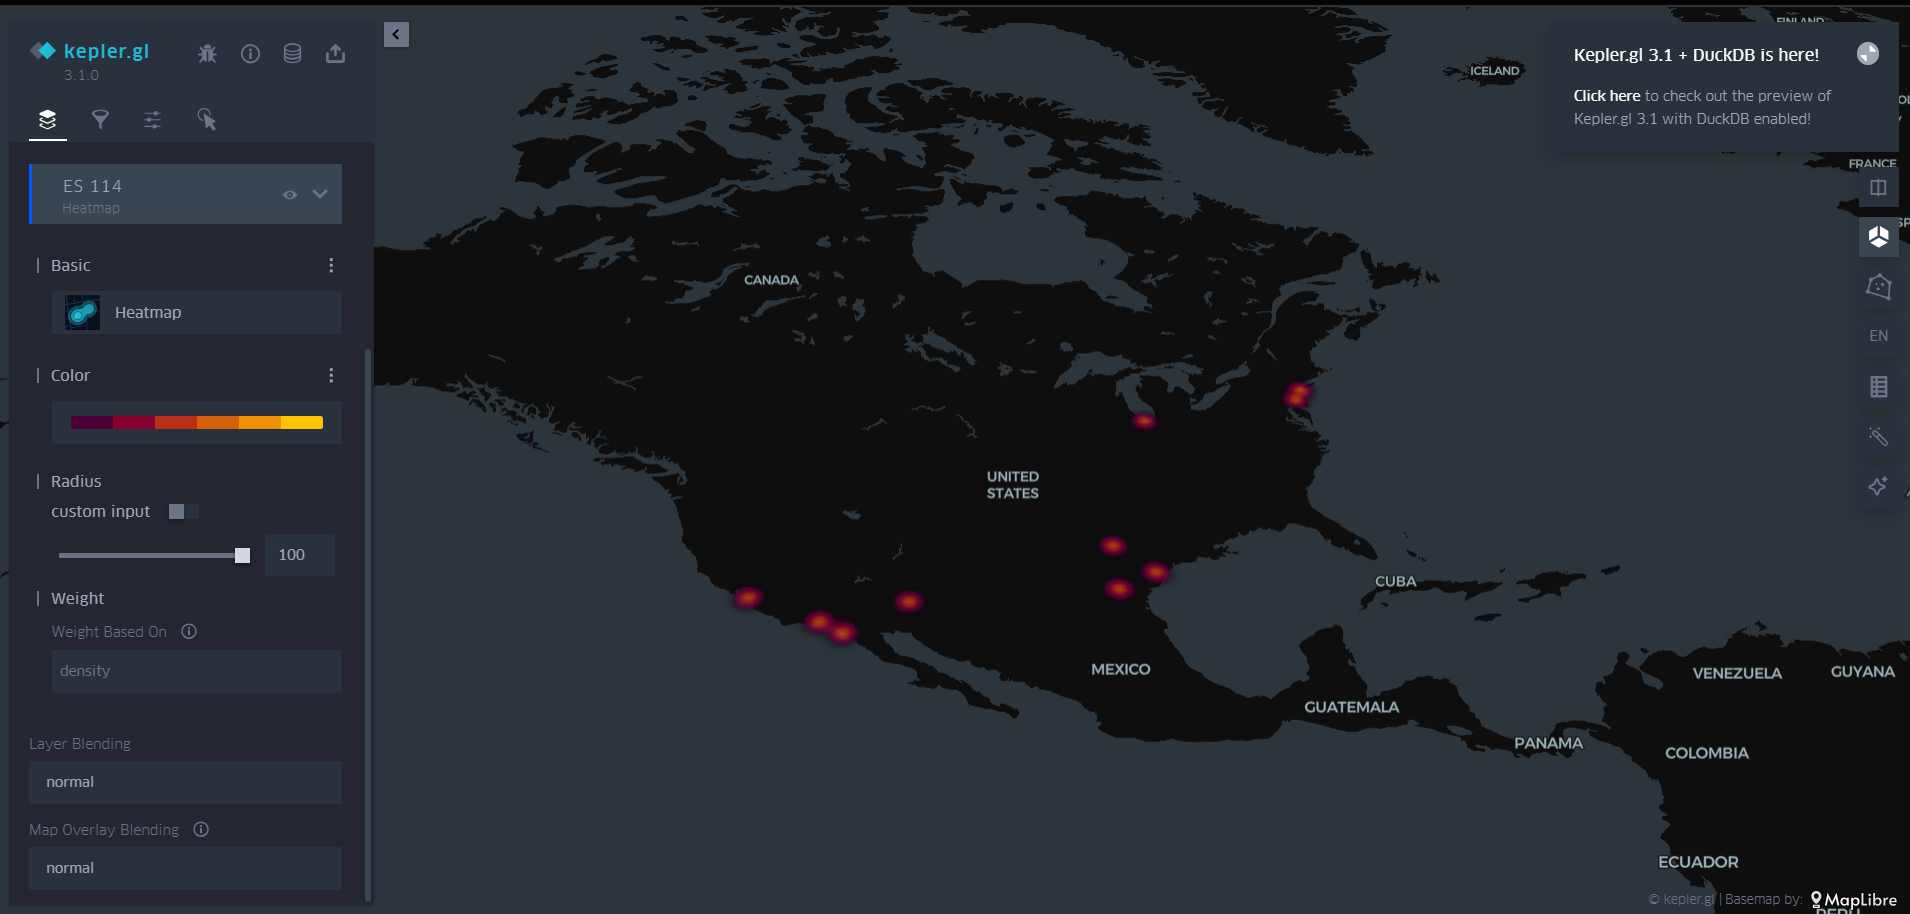 kepler.gl
3.1.0
ES 114
Heatmap
Basic
Heatmap
Color
Radius
custom input
100
Weight
Weight Based On
density
Layer Blending
normal
Map Overlay Blending
normal
FINLAND
ICELAND
Kepler.gl 3.1 + DuckDB is here!
Click here to check out the preview of
Kepler.gl 3.1 with DuckDB enabled!
FRANCE
EN
CANADA
UNITED
STATES
CUBA
MEXICO
GUATEMALA
VENEZUELA
GUYANA
PANAMA
COLOMBIA
ECUADOR
© kepler.gl | Basemap by: MapLibre
PERU